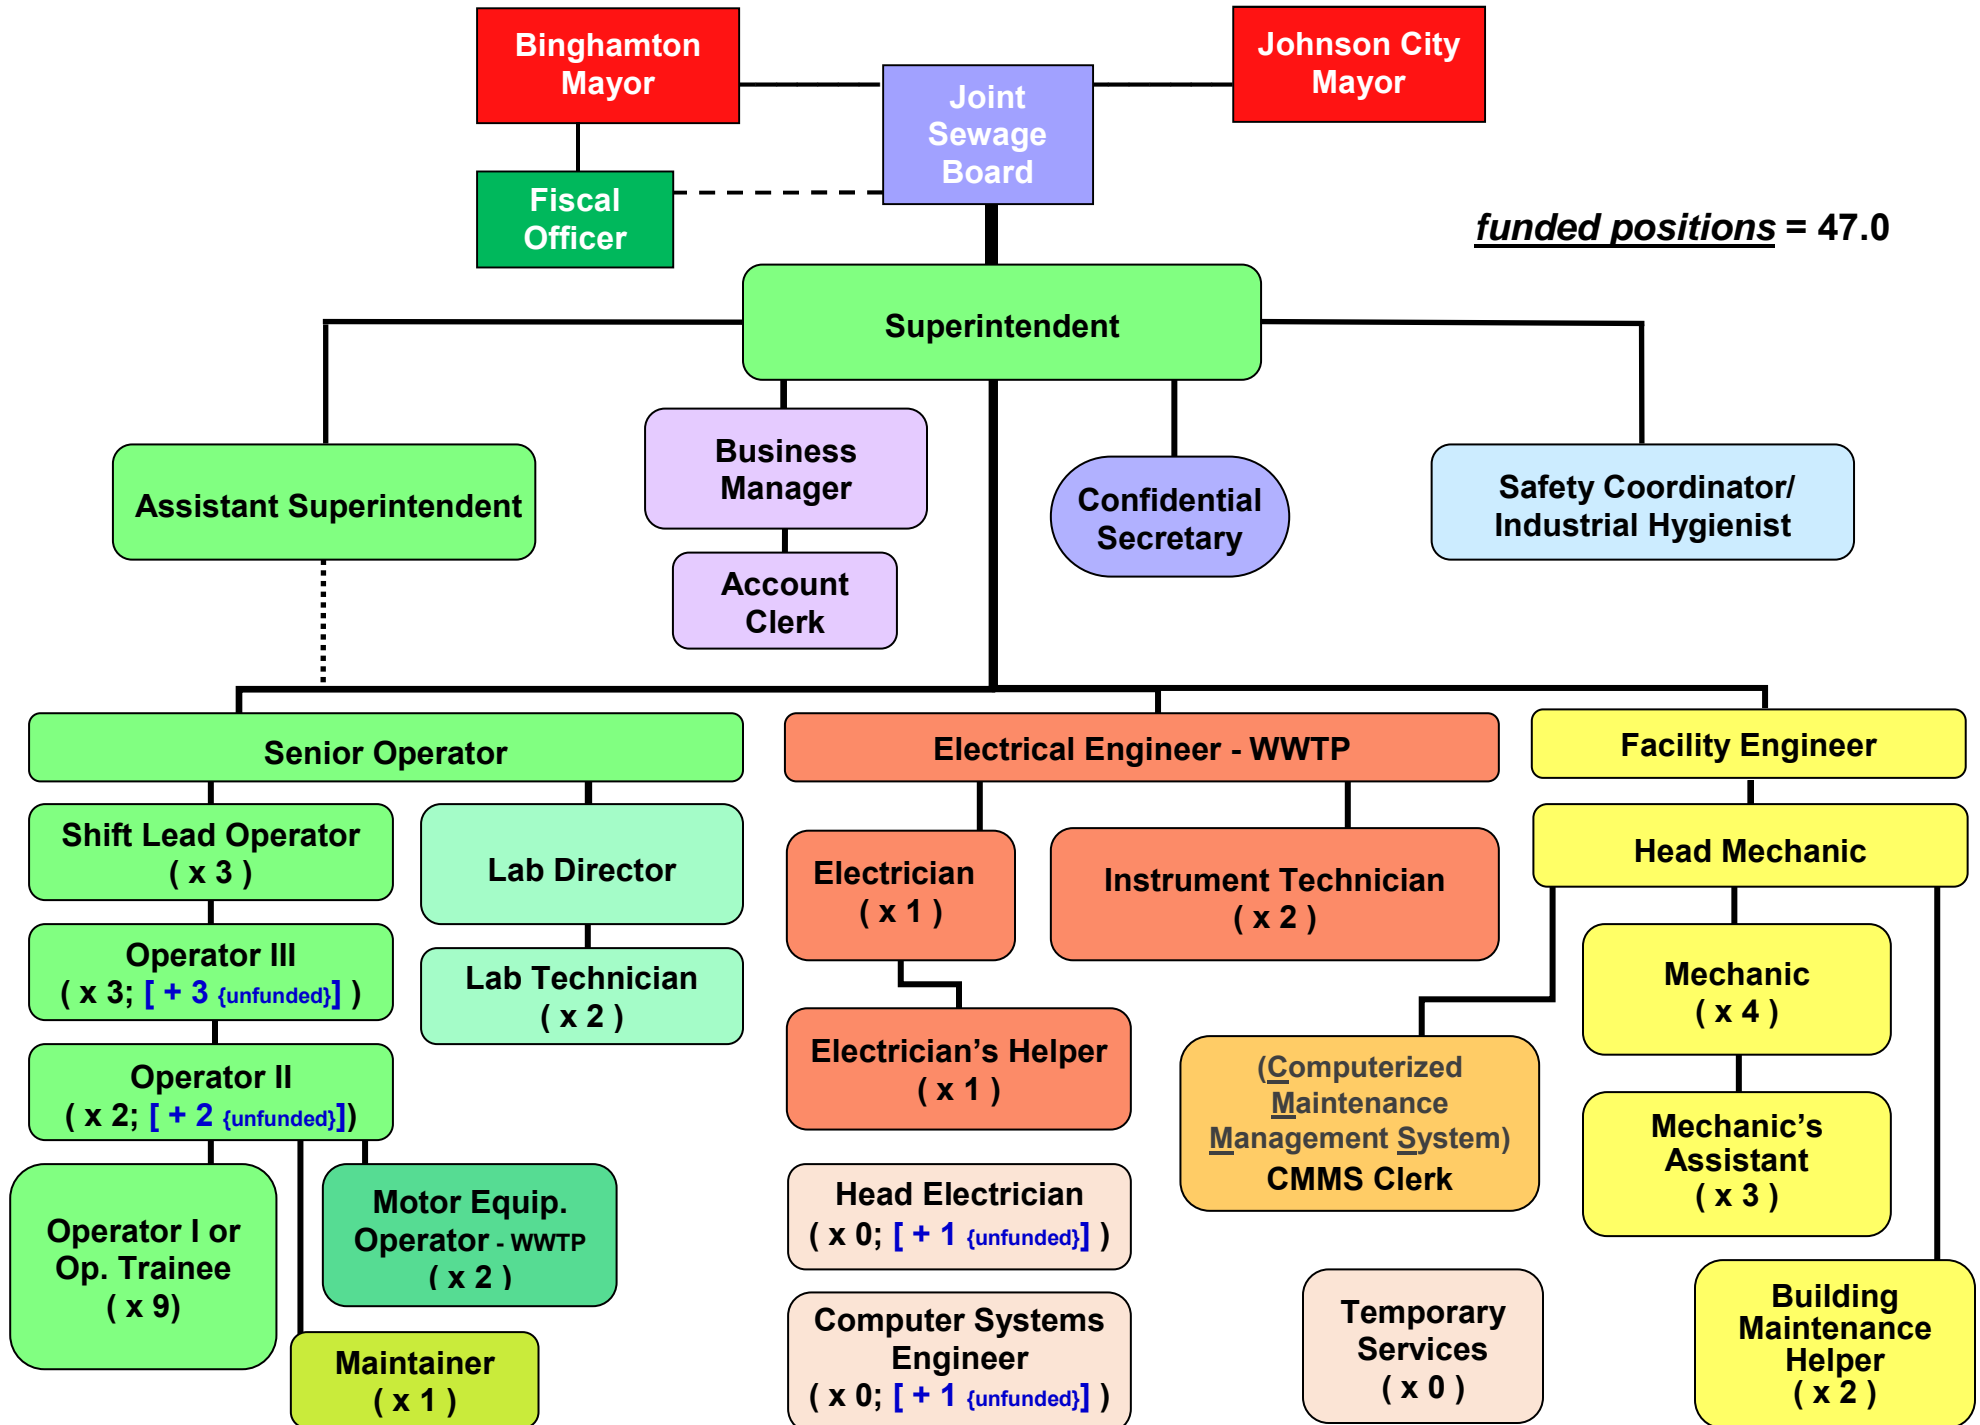 Binghamton
Mayor
Johnson City
Mayor
Joint
Sewage
Board
Fiscal
Officer
funded positions = 47.0
Superintendent
Assistant Superintendent
Business
Manager
Account
Clerk
Confidential
Secretary
Safety Coordinator/
Industrial Hygienist
Senior Operator
Electrical Engineer - WWTP
Facility Engineer
Shift Lead Operator
( x 3 )
Lab Director
Operator III
( x 3; [ + 3 {unfunded}] )
Lab Technician
( x 2 )
Operator II
( x 2; [ + 2 {unfunded}])
Operator I or
Op. Trainee
( x 9)
Motor Equip.
Operator - WWTP
( x 2 )
Maintainer
( x 1 )
Electrician
( x 1 )
Instrument Technician
( x 2 )
Electrician’s Helper
( x 1 )
Head Electrician
( x 0; [ + 1 {unfunded}] )
Computer Systems
Engineer
( x 0; [ + 1 {unfunded}] )
Head Mechanic
Mechanic
( x 4 )
(Computerized
Maintenance
Management System)
CMMS Clerk
Mechanic’s
Assistant
( x 3 )
Temporary
Services
( x 0 )
Building
Maintenance
Helper
( x 2 )